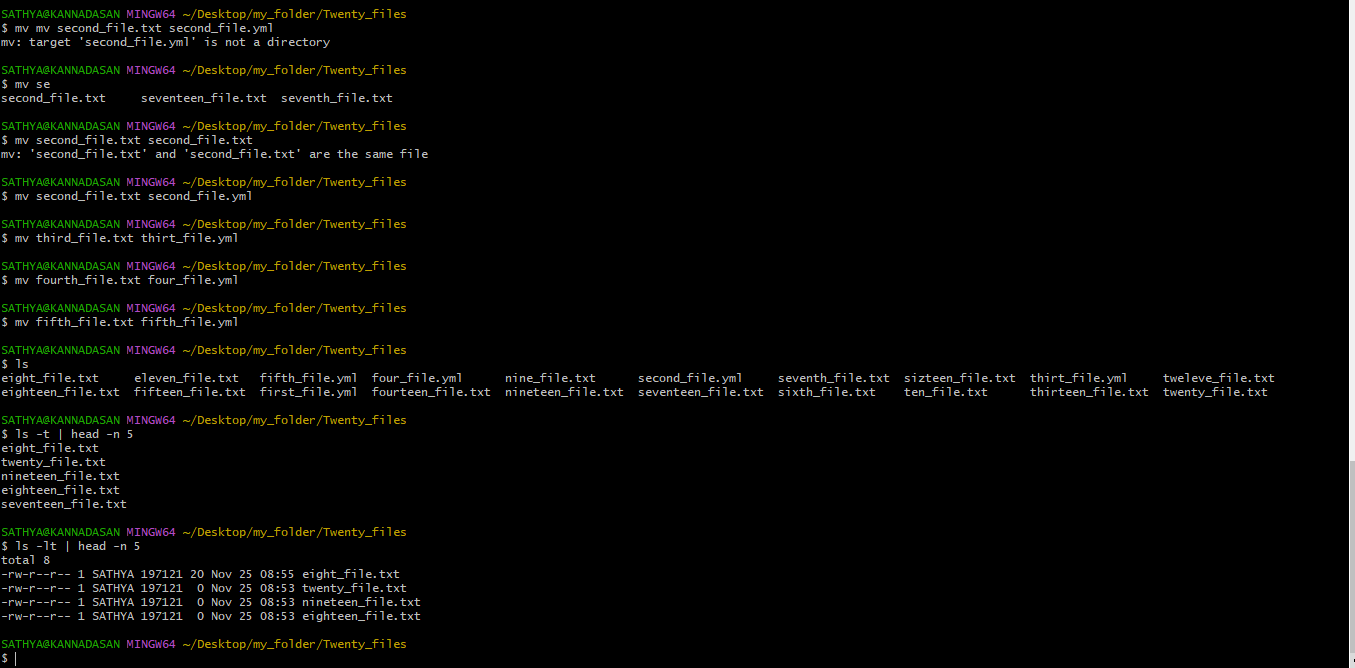 SATHYA@KANNADASAN MINGW64 ~/Desktop/my_folder/Twenty_files
$ mv mv second_file.txt second_file.yml
mv: target 'second_file.yml' is not a directory
SATHYA@KANNADASAN MINGW64 ~/Desktop/my_folder/Twenty_files
$ mv se
second_file.txt     seventeen_file.txt  seventh_file.txt
SATHYA@KANNADASAN MINGW64 ~/Desktop/my_folder/Twenty_files
$ mv second_file.txt second_file.txt
mv: 'second_file.txt' and 'second_file.txt' are the same file
SATHYA@KANNADASAN MINGW64 ~/Desktop/my_folder/Twenty_files
$ mv second_file.txt second_file.yml
SATHYA@KANNADASAN MINGW64 ~/Desktop/my_folder/Twenty_files
$ mv third_file.txt thirt_file.yml
SATHYA@KANNADASAN MINGW64 ~/Desktop/my_folder/Twenty_files
$ mv fourth_file.txt four_file.yml
SATHYA@KANNADASAN MINGW64 ~/Desktop/my_folder/Twenty_files
$ mv fifth_file.txt fifth_file.yml
SATHYA@KANNADASAN MINGW64 ~/Desktop/my_folder/Twenty_files
$ ls
eight_file.txt     eleven_file.txt   fifth_file.yml  four_file.yml      nine_file.txt      second_file.yml     seventh_file.txt  sizteen_file.txt  thirt_file.yml     tweleve_file.txt
eighteen_file.txt  fifteen_file.txt  first_file.yml  fourteen_file.txt  nineteen_file.txt  seventeen_file.txt  sixth_file.txt    ten_file.txt      thirteen_file.txt  twenty_file.txt
SATHYA@KANNADASAN MINGW64 ~/Desktop/my_folder/Twenty_files
$ ls -t | head -n 5
eight_file.txt
twenty_file.txt
nineteen_file.txt
eighteen_file.txt
seventeen_file.txt
SATHYA@KANNADASAN MINGW64 ~/Desktop/my_folder/Twenty_files
$ ls -lt | head -n 5
total 8
-rw-r--r-- 1 SATHYA 197121 20 Nov 25 08:55 eight_file.txt
-rw-r--r-- 1 SATHYA 197121  0 Nov 25 08:53 twenty_file.txt
-rw-r--r-- 1 SATHYA 197121  0 Nov 25 08:53 nineteen_file.txt
-rw-r--r-- 1 SATHYA 197121  0 Nov 25 08:53 eighteen_file.txt
SATHYA@KANNADASAN MINGW64 ~/Desktop/my_folder/Twenty_files
$